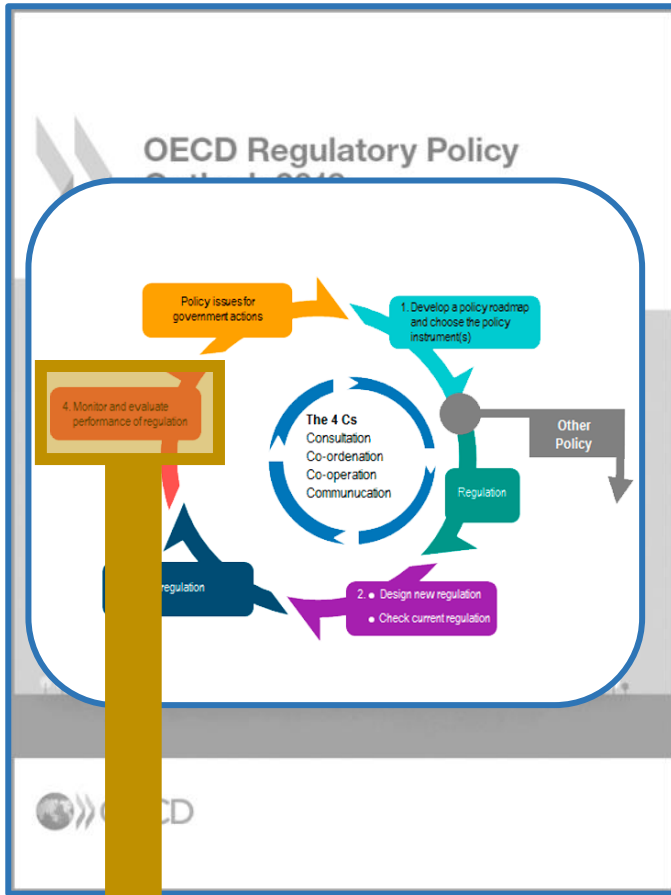 OECD Regulatory Policy
Policy issues for
government actions
1. Develop a policy roadmap
and choose the policy
instrument(s)
4. Monitor and evaluate
performance of regulation
The 4 Cs
Consultation
Co-ordenation
Co-operation
Communucation
Other
Policy
Regulation
regulation
2. ● Design new regulation
● Check current regulation